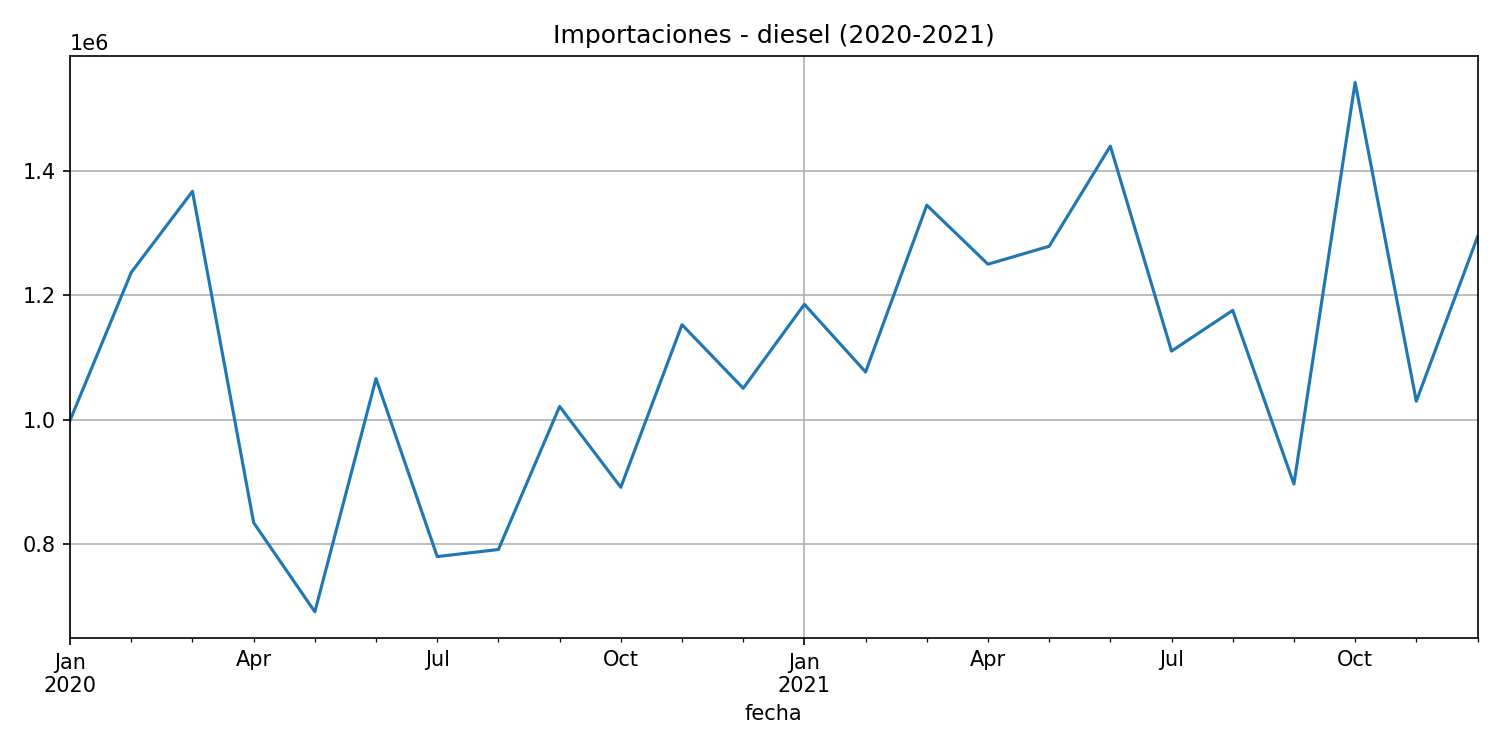 Importaciones - diesel (2020-2021)
1e6
1.4
1.2
1.0
0.8
Jan Apr Jul Oct Jan Apr Jul Oct
2020 2021
fecha